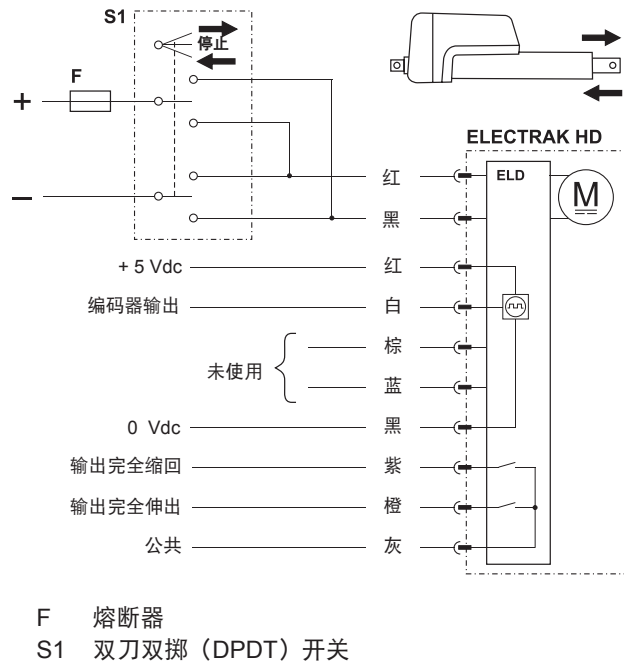 S1
停止
F
+
−
ELECTRAK HD
ELD
M
红
黑
+ 5 Vdc 红
编码器输出 白
未使用 棕
蓝
0 Vdc 黑
输出完全缩回 紫
输出完全伸出 橙
公共 灰
F 熔断器
S1 双刀双掷（DPDT）开关